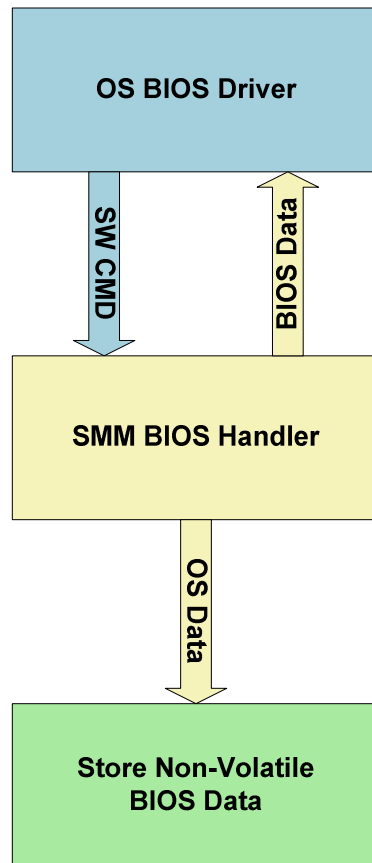 OS BIOS Driver
SW CMD
BIOS Data
SMM BIOS Handler
OS Data
Store Non-Volatile
BIOS Data